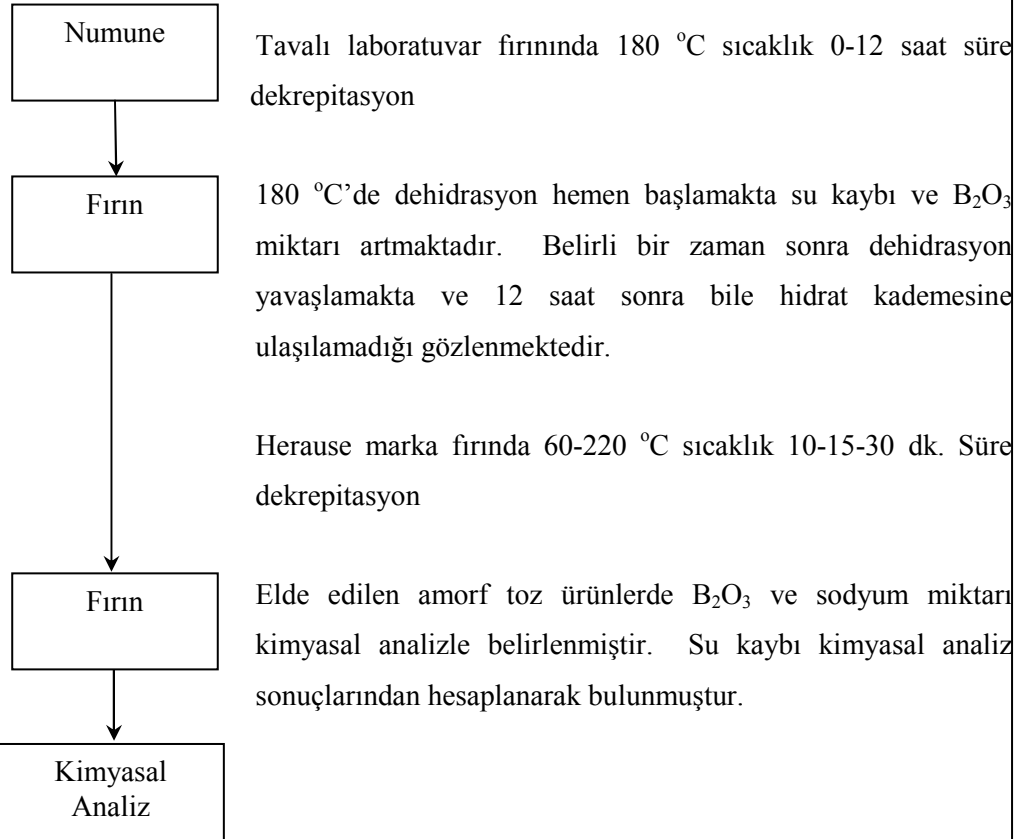 Numune
Tavalı laboratuvar fırınında 180 °C sıcaklık 0-12 saat süre
dekrepitasyon
Fırın
180 °C’de dehidrasyon hemen başlamakta su kaybı ve B₂O₃
miktarı artmaktadır. Belirli bir zaman sonra dehidrasyon
yavaşlamakta ve 12 saat sonra bile hidrat kademesine
ulaşılamadığı gözlenmektedir.
Herause marka fırında 60-220 °C sıcaklık 10-15-30 dk. Süre
dekrepitasyon
Fırın
Elde edilen amorf toz ürünlerde B₂O₃ ve sodyum miktarı
kimyasal analizle belirlenmiştir. Su kaybı kimyasal analiz
sonuçlarından hesaplanarak bulunmuştur.
Kimyasal
Analiz